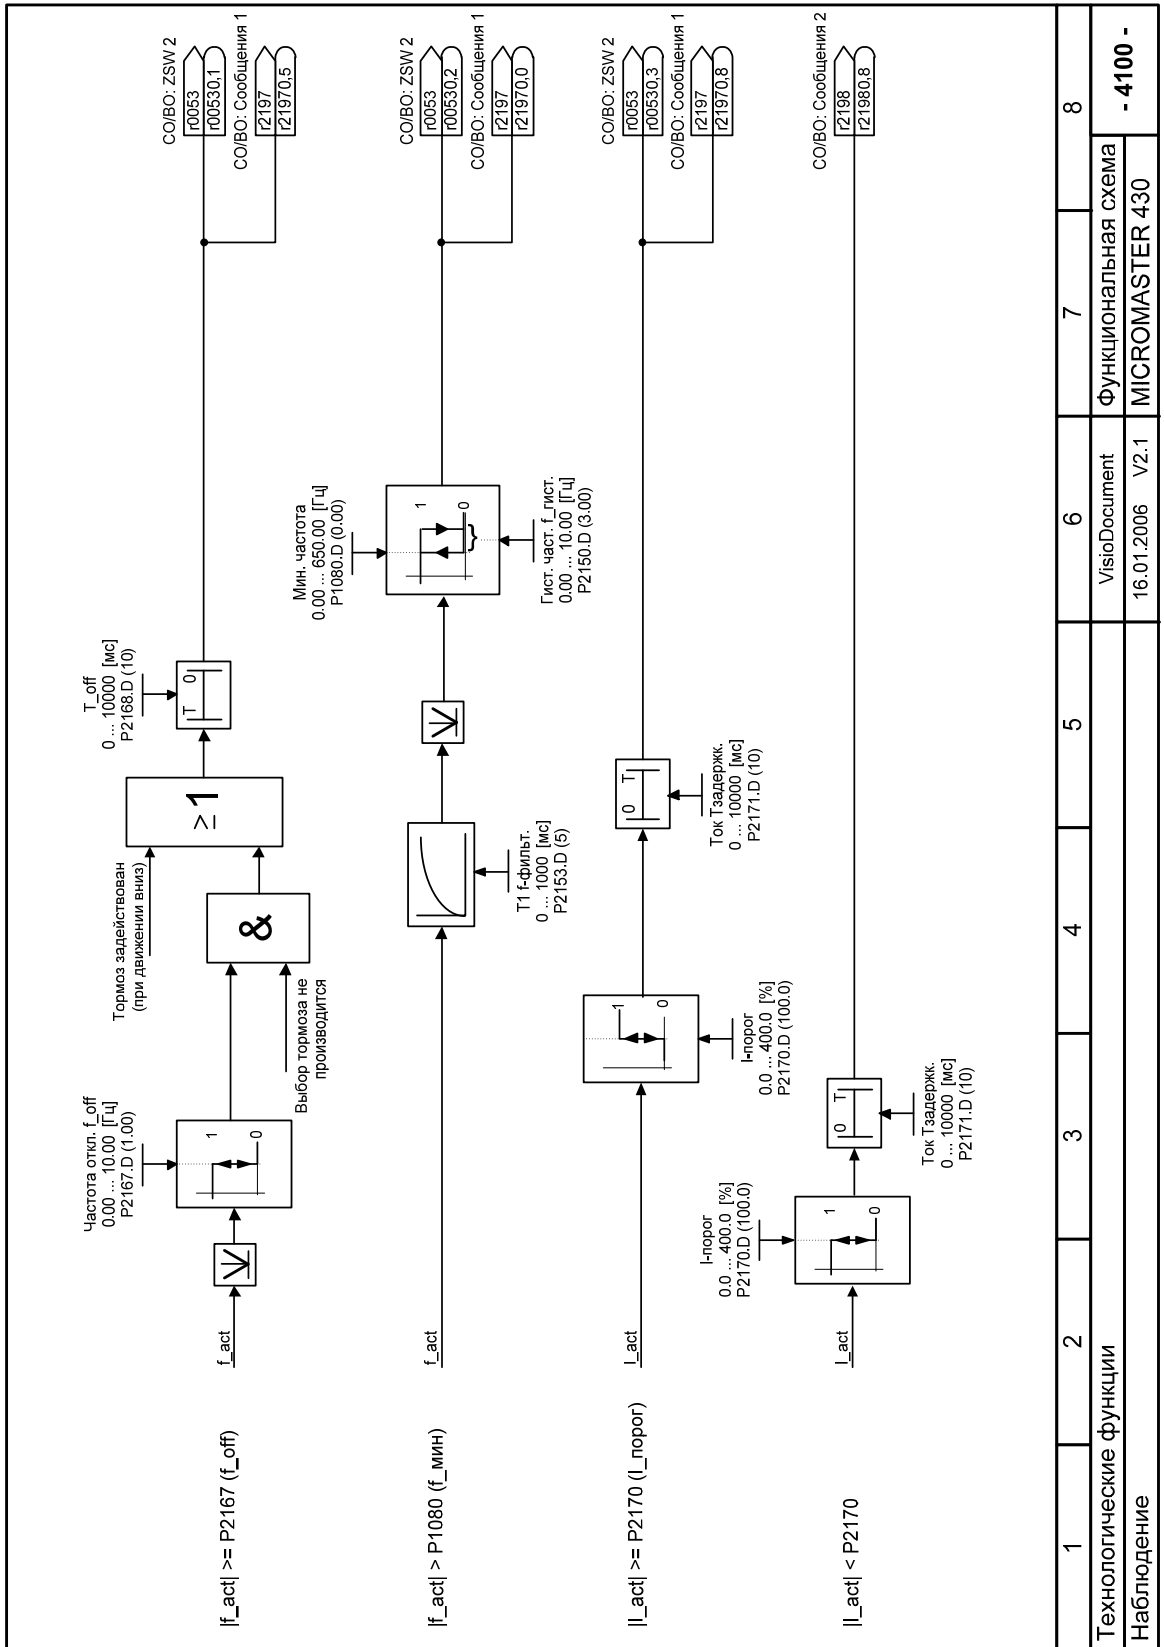 |f_act| >= P2167 (f_off)
f_act
Частота откл. f_off
0.00 ... 10.00 [Гц]
P2167.D (1.00)
1
0
Выбор тормоза не
производится
&
Тормоз задействован
(при движении вниз)
≥1
T_off
0 ... 10000 [мс]
P2168.D (10)
T 0
CO/BO: ZSW 2
r0053
r00530,1
CO/BO: Сообщения 1
r2197
r21970,5
|f_act| > P1080 (f_мин)
f_act
T1 f-фильт.
0 ... 1000 [мс]
P2153.D (5)
Мин. частота
0.00 ... 650.00 [Гц]
P1080.D (0.00)
1
0
}
Гист. част. f_гист.
0.00 ... 10.00 [Гц]
P2150.D (3.00)
CO/BO: ZSW 2
r0053
r00530,2
CO/BO: Сообщения 1
r2197
r21970,0
|I_act| >= P2170 (I_порог)
I_act
1
0
I-порог
0.0 ... 400.0 [%]
P2170.D (100.0)
0 T
Ток Tзадержк.
0 ... 10000 [мс]
P2171.D (10)
CO/BO: ZSW 2
r0053
r00530,3
CO/BO: Сообщения 1
r2197
r21970,8
|I_act| < P2170
I_act
I-порог
0.0 ... 400.0 [%]
P2170.D (100.0)
1
0
0 T
Ток Tзадержк.
0 ... 10000 [мс]
P2171.D (10)
CO/BO: Сообщения 2
r2198
r21980,8
1 2 3 4 5 6 7 8
Технологические функции VisioDocument Функциональная схема - 4100 -
Наблюдение 16.01.2006 V2.1 MICROMASTER 430